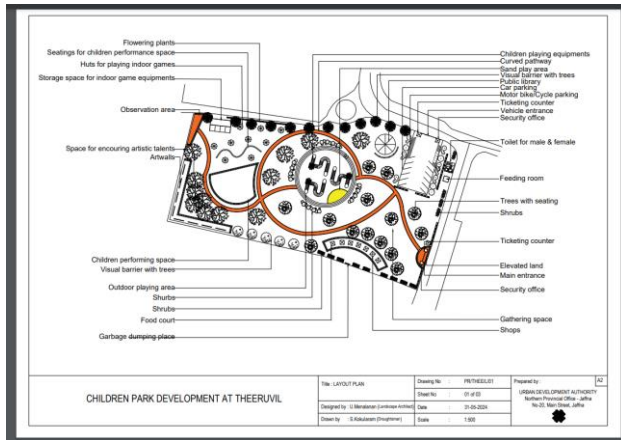 Flowering plants
Seatings for children performance space
Huts for playing indoor games
Storage space for indoor game equipments
Observation area
Space for encouring artistic talents
Artwalls
Children performing space
Visual barrier with trees
Outdoor playing area
Shurbs
Shrubs
Food court
Garbage dumping place
Children playing equipments
Curved pathway
Sand play area
Visual barrier with trees
Public library
Car parking
Motor bike/Cycle parking
Ticketing counter
Vehicle entrance
Security office
Toilet for male & female
Feeding room
Trees with seating
Shrubs
Ticketing counter
Elevated land
Main entrance
Security office
Gathering space
Shops
CHILDREN PARK DEVELOPMENT AT THEERUVIL
Title : LAYOUT PLAN
Designed by :
Drawn by :
Drawing No :
Sheet No : 01 of 03
Date : 31-05-2024
Scale : 1:500
Prepared by :
A2
URBAN DEVELOPMENT AUTHORITY
Northern Provincial Office - Jaffna
No-20, Main Street, Jaffna